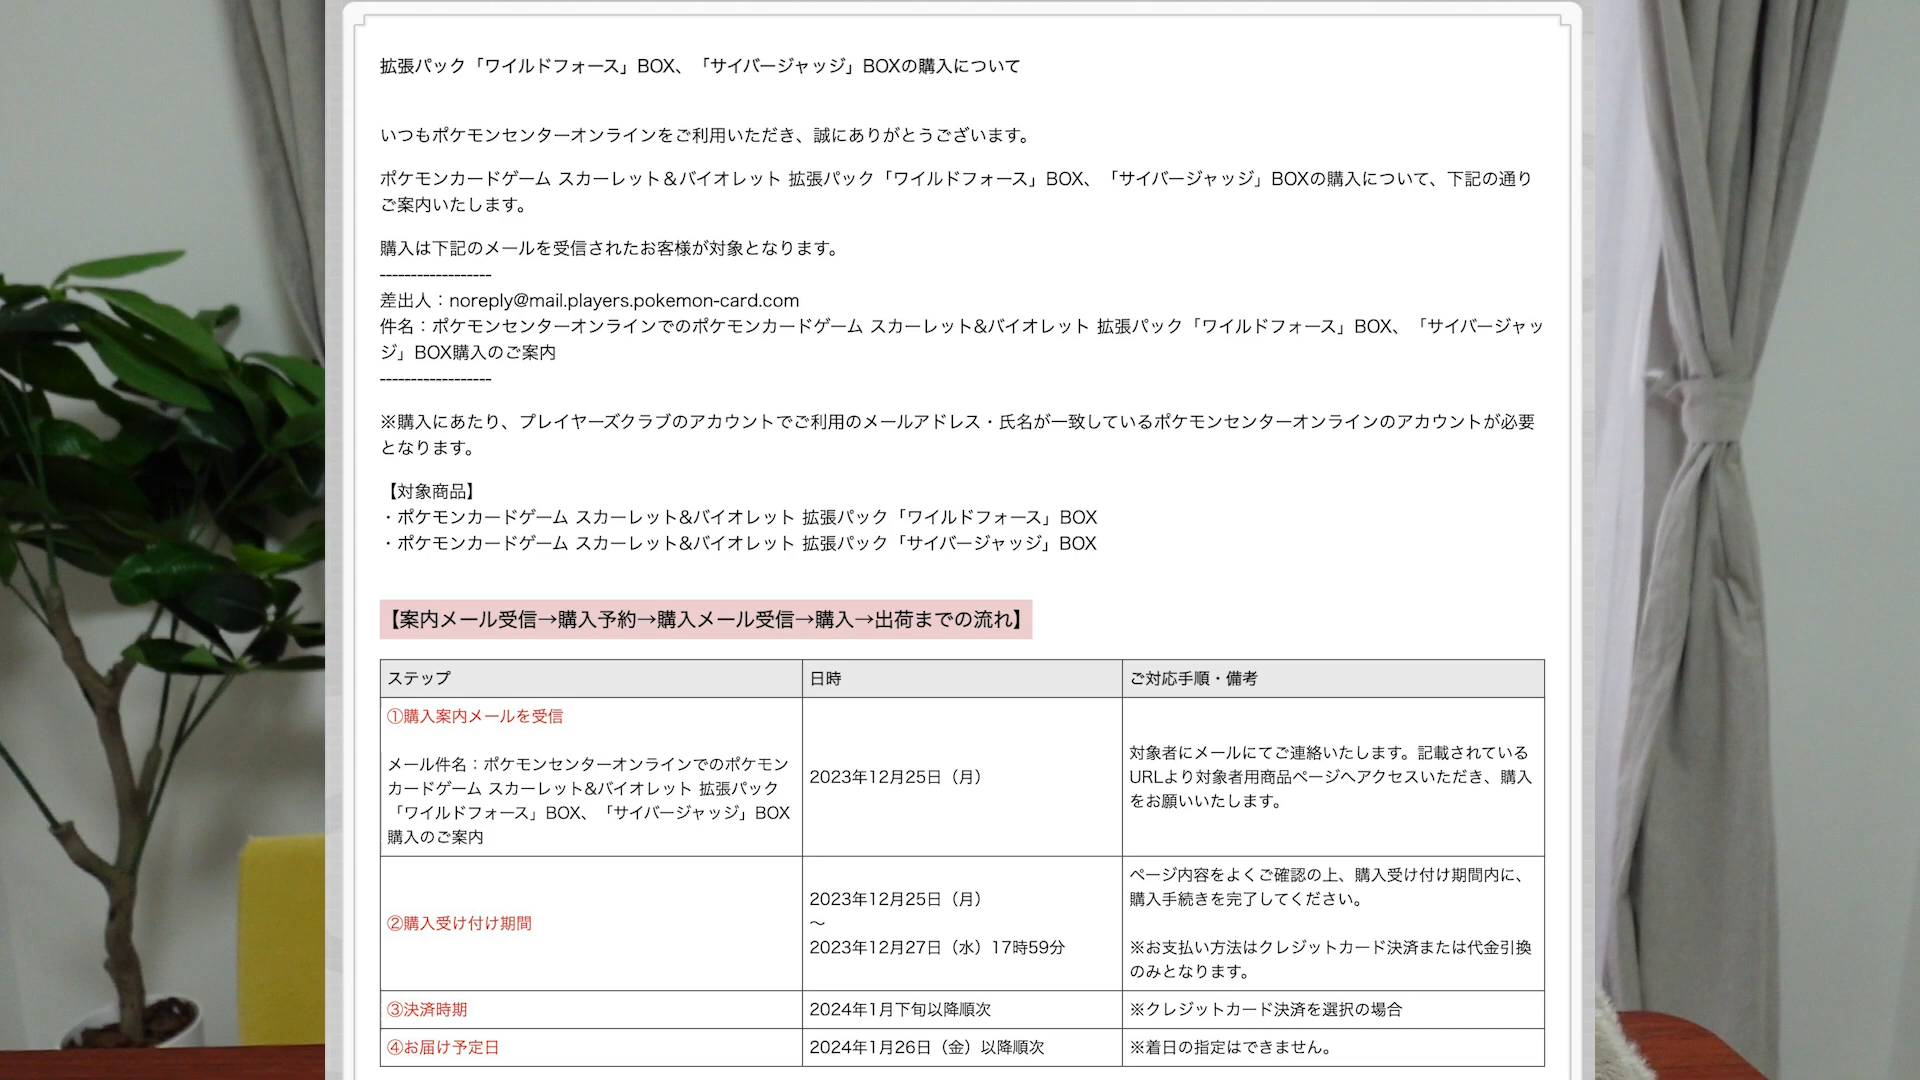 拡張パック「ワイルドフォース」BOX、「サイバージャッジ」BOXの購入について
いつもポケモンセンターオンラインをご利用いただき、誠にありがとうございます。
ポケモンカードゲーム スカーレット＆バイオレット 拡張パック「ワイルドフォース」BOX、「サイバージャッジ」BOXの購入について、下記の通り
ご案内いたします。
購入は下記のメールを受信されたお客様が対象となります。
------------------
差出人：noreply@mail.players.pokemon-card.com
件名：ポケモンセンターオンラインでのポケモンカードゲーム スカーレット&バイオレット 拡張パック「ワイルドフォース」BOX、「サイバージャッ
ジ」BOX購入のご案内
------------------
※購入にあたり、プレイヤーズクラブのアカウントでご利用のメールアドレス・氏名が一致しているポケモンセンターオンラインのアカウントが必要
となります。
【対象商品】
・ポケモンカードゲーム スカーレット&バイオレット 拡張パック「ワイルドフォース」BOX
・ポケモンカードゲーム スカーレット&バイオレット 拡張パック「サイバージャッジ」BOX
【案内メール受信→購入予約→購入メール受信→購入→出荷までの流れ】
ステップ
日時
ご対応手順・備考
①購入案内メールを受信
メール件名：ポケモンセンターオンラインでのポケモン
カードゲーム スカーレット&バイオレット 拡張パック
「ワイルドフォース」BOX、「サイバージャッジ」BOX
購入のご案内
2023年12月25日（月）
対象者にメールにてご連絡いたします。記載されている
URLより対象者用商品ページへアクセスいただき、購入
をお願いいたします。
②購入受け付け期間
2023年12月25日（月）
～
2023年12月27日（水）17時59分
ページ内容をよくご確認の上、購入受け付け期間内に、
購入手続きを完了してください。
※お支払い方法はクレジットカード決済または代金引換
のみとなります。
③決済時期
2024年1月下旬以降順次
※クレジットカード決済を選択の場合
④お届け予定日
2024年1月26日（金）以降順次
※着日の指定はできません。